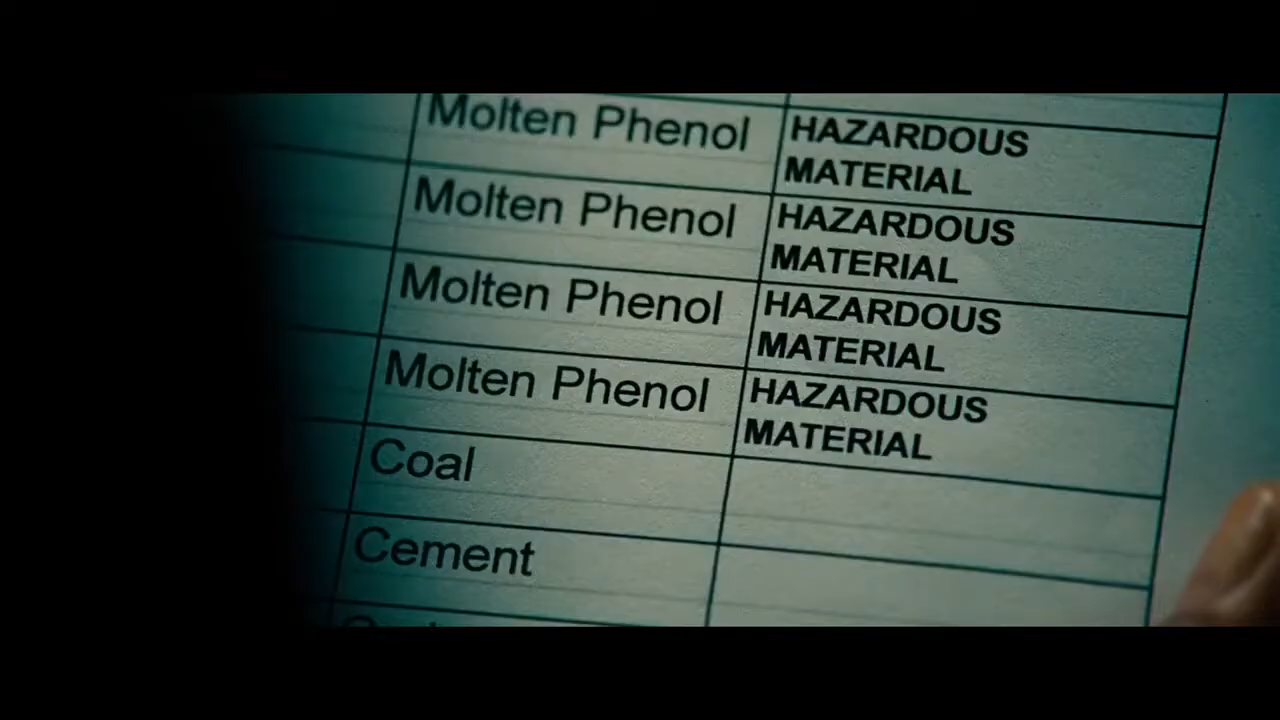 Molten Phenol
HAZARDOUS
MATERIAL
Molten Phenol
HAZARDOUS
MATERIAL
Molten Phenol
HAZARDOUS
MATERIAL
Molten Phenol
HAZARDOUS
MATERIAL
Coal
Cement